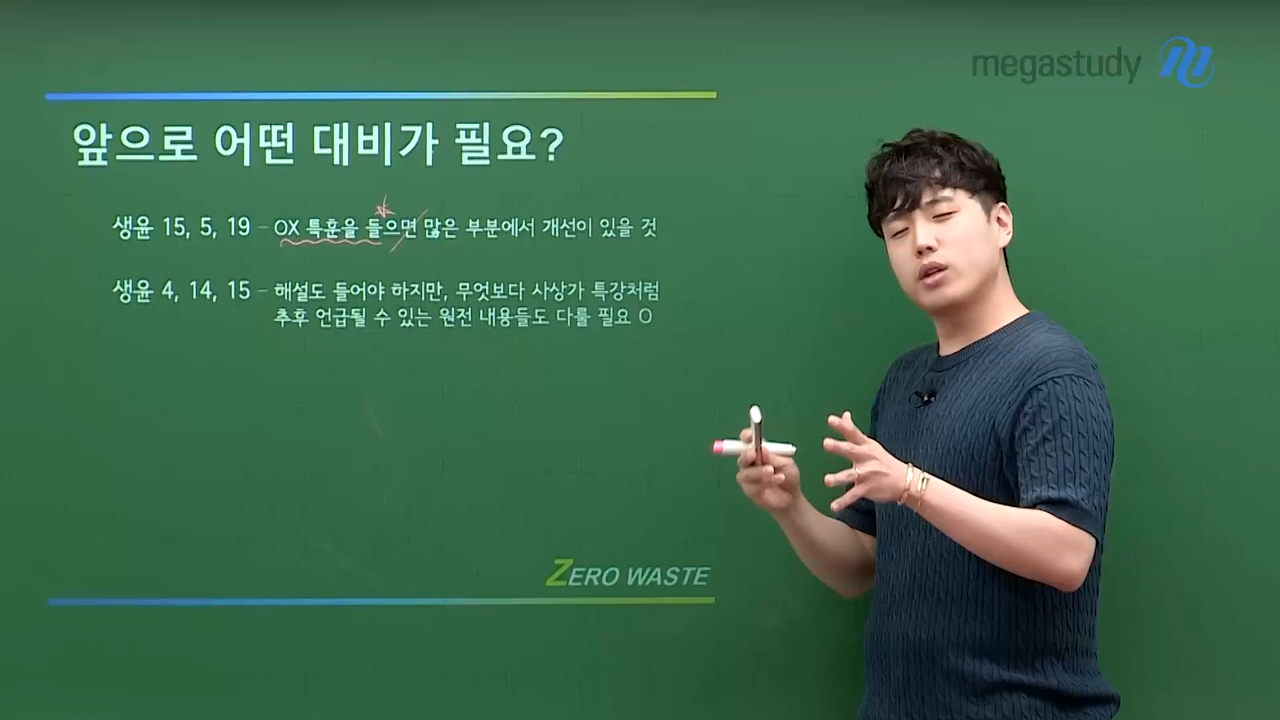 megastudy
앞으로 어떤 대비가 필요?
생윤 15, 5, 19 – OX 특훈을 들으면 많은 부분에서 개선이 있을 것
생윤 4, 14, 15 – 해설도 들어야 하지만, 무엇보다 사상가 특강처럼
추후 언급될 수 있는 원전 내용들도 다룰 필요 O
ZERO WASTE